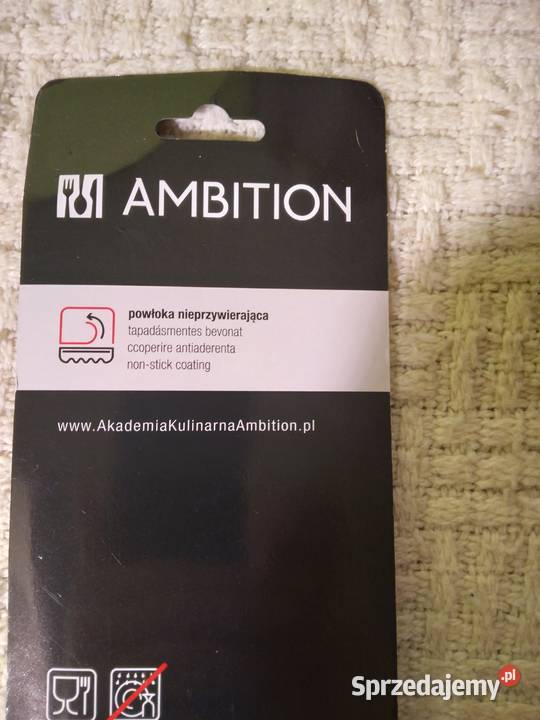 AMBITION
powłoka nieprzywierająca
tapadásmentes bevonat
ccoperire antiaderenta
non-stick coating
www.AkademiaKulinarnaAmbition.pl
Sprzedajemy.pl